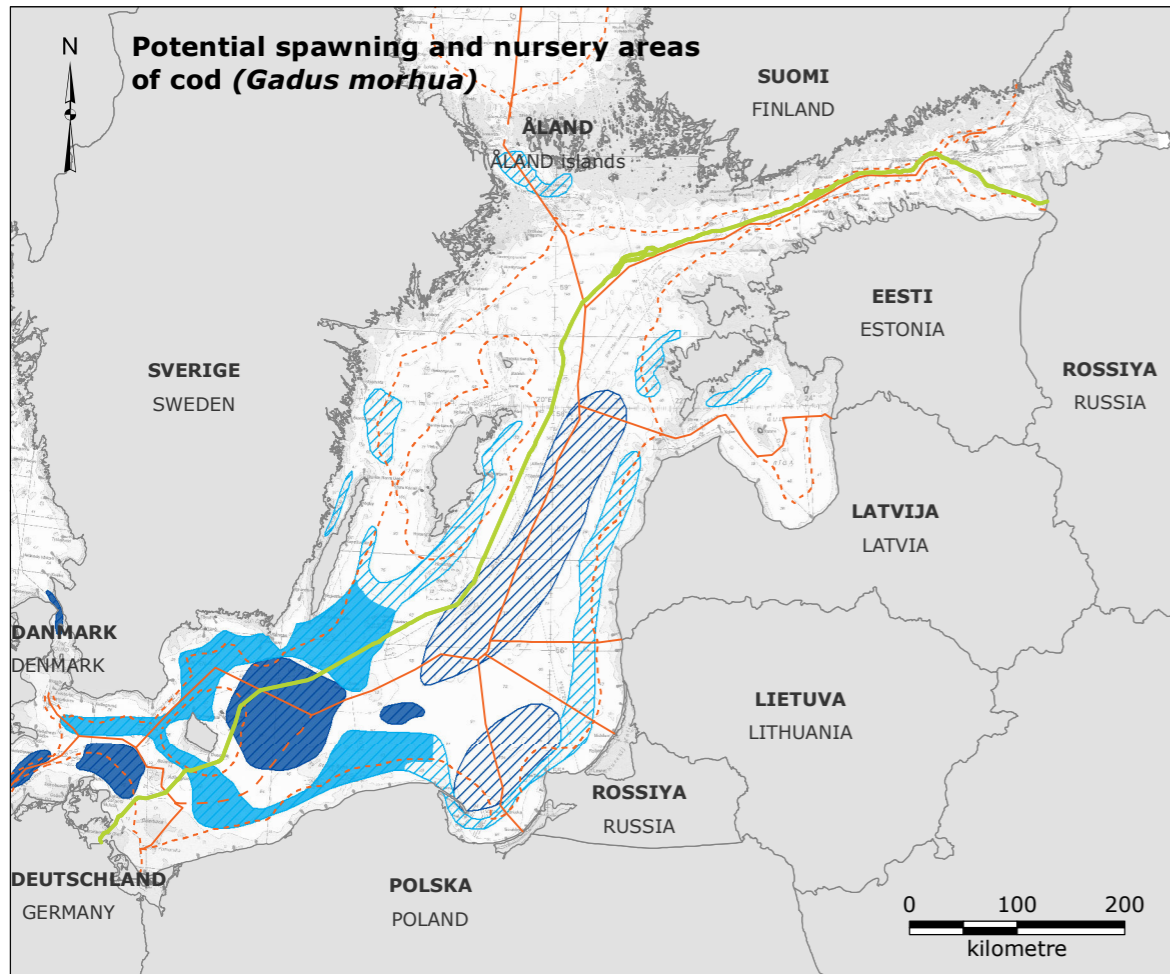 Potential spawning and nursery areas
of cod (Gadus morhua)
N
SUOMI
FINLAND
ÅLAND
ÅLAND islands
EESTI
ESTONIA
SVERIGE
SWEDEN
ROSSIYA
RUSSIA
LATVIJA
LATVIA
DANMARK
DENMARK
LIETUVA
LITHUANIA
ROSSIYA
RUSSIA
DEUTSCHLAND
GERMANY
POLSKA
POLAND
0 100 200
kilometre